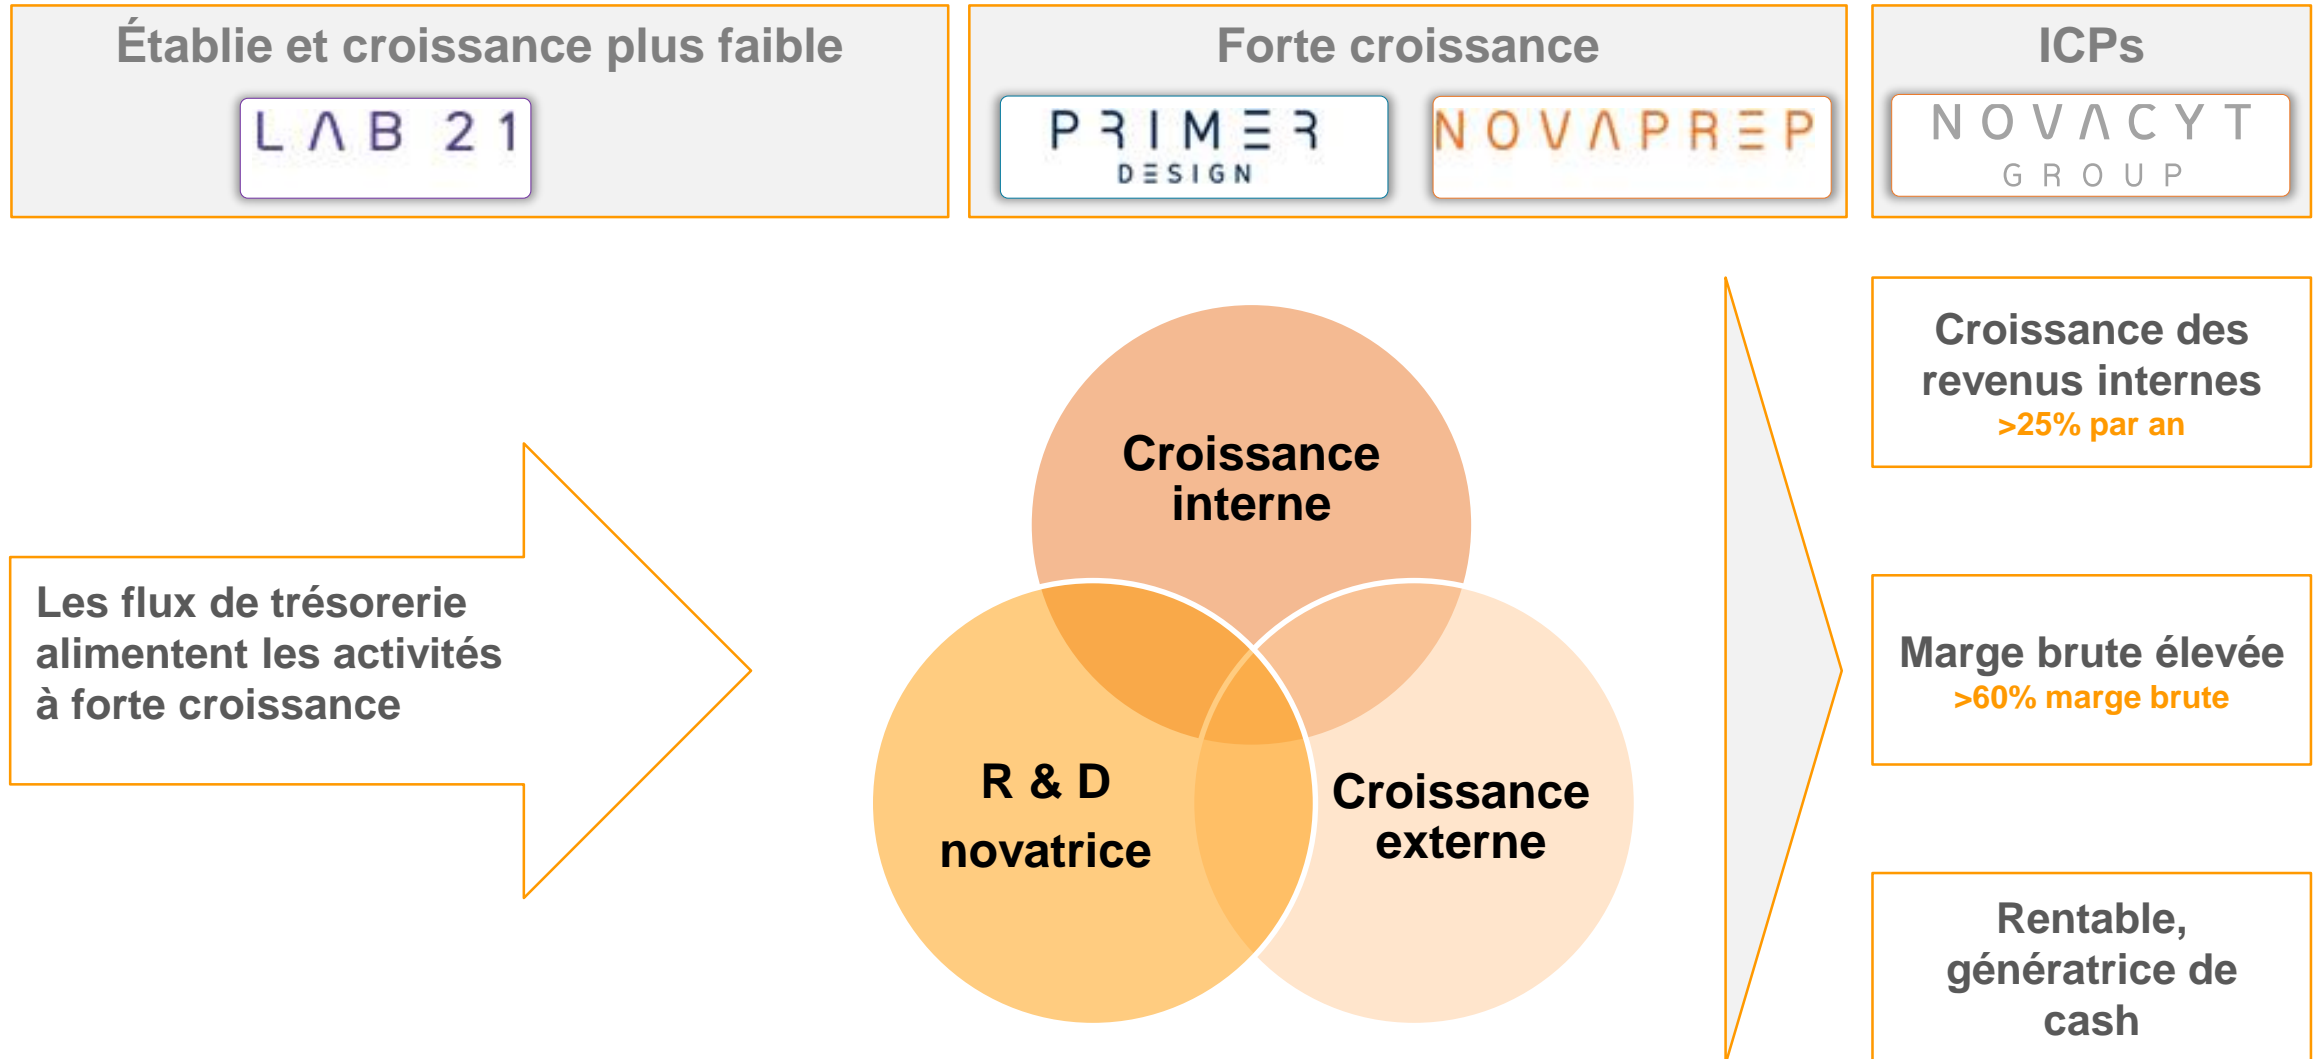 Établie et croissance plus faible
LAB 21
Forte croissance
PRIMER
DESIGN
NOVAPREP
ICPs
NOVACYT
GROUP
Les flux de trésorerie
alimentent les activités
à forte croissance
Croissance
interne
R & D
novatrice
Croissance
externe
Croissance des
revenus internes
>25% par an
Marge brute élevée
>60% marge brute
Rentable,
génératrice de
cash